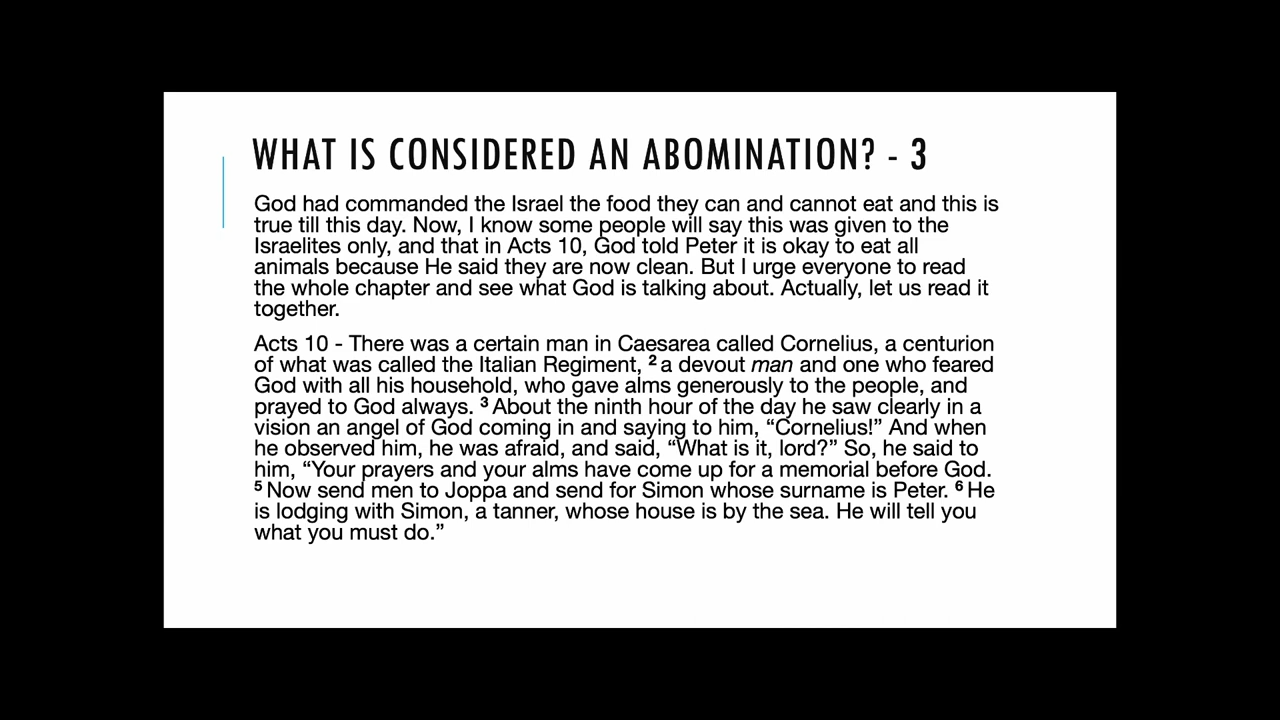 WHAT IS CONSIDERED AN ABOMINATION? - 3
God had commanded the Israel the food they can and cannot eat and this is
true till this day. Now, I know some people will say this was given to the
Israelites only, and that in Acts 10, God told Peter it is okay to eat all
animals because He said they are now clean. But I urge everyone to read
the whole chapter and see what God is talking about. Actually, let us read it
together.
Acts 10 - There was a certain man in Caesarea called Cornelius, a centurion
of what was called the Italian Regiment, 2 a devout man and one who feared
God with all his household, who gave alms generously to the people, and
prayed to God always. 3 About the ninth hour of the day he saw clearly in a
vision an angel of God coming in and saying to him, “Cornelius!” And when
he observed him, he was afraid, and said, “What is it, lord?” So, he said to
him, “Your prayers and your alms have come up for a memorial before God.
5 Now send men to Joppa and send for Simon whose surname is Peter. 6 He
is lodging with Simon, a tanner, whose house is by the sea. He will tell you
what you must do.”